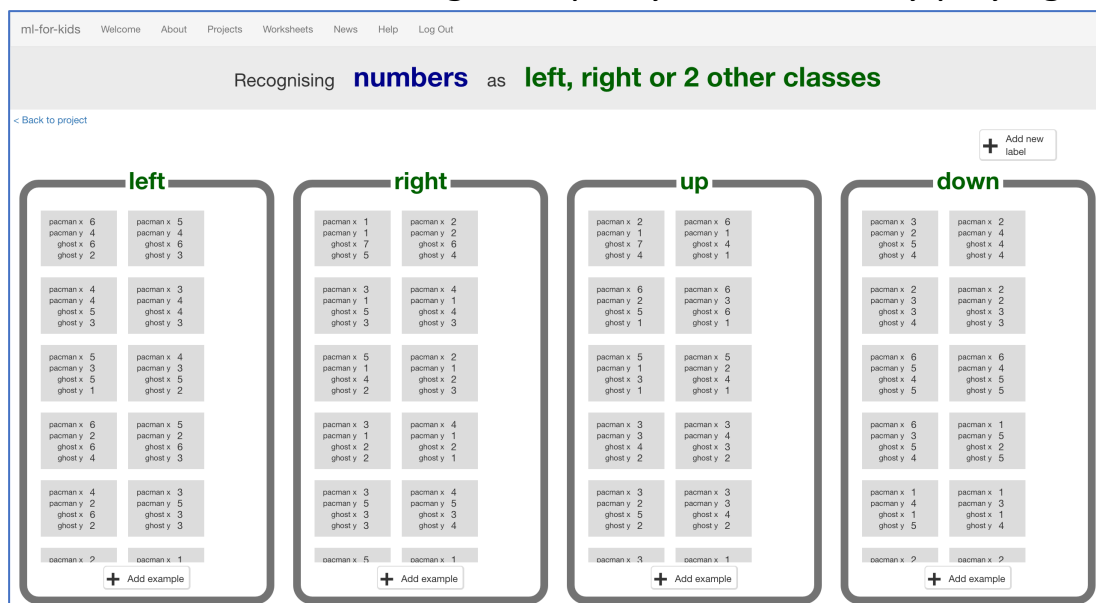 ml-for-kids Welcome About Projects Worksheets News Help Log Out
Recognising numbers as left, right or 2 other classes
< Back to project
+ Add new
label
left
pacman x 6 pacman x 5
pacman y 4 pacman y 4
ghost x 6 ghost x 6
ghost y 2 ghost y 3
pacman x 4 pacman x 3
pacman y 4 pacman y 4
ghost x 5 ghost x 4
ghost y 3 ghost y 3
pacman x 5 pacman x 4
pacman y 3 pacman y 3
ghost x 5 ghost x 5
ghost y 1 ghost y 2
pacman x 6 pacman x 5
pacman y 2 pacman y 2
ghost x 6 ghost x 6
ghost y 4 ghost y 3
pacman x 4 pacman x 3
pacman y 2 pacman y 5
ghost x 6 ghost x 3
ghost y 2 ghost y 3
pacman x 2 pacman x 1
+ Add example
right
pacman x 1 pacman x 2
pacman y 1 pacman y 2
ghost x 7 ghost x 6
ghost y 5 ghost y 4
pacman x 3 pacman x 4
pacman y 1 pacman y 1
ghost x 5 ghost x 4
ghost y 3 ghost y 3
pacman x 5 pacman x 2
pacman y 1 pacman y 1
ghost x 4 ghost x 2
ghost y 2 ghost y 3
pacman x 3 pacman x 4
pacman y 1 pacman y 1
ghost x 2 ghost x 2
ghost y 2 ghost y 1
pacman x 3 pacman x 4
pacman y 5 pacman y 5
ghost x 3 ghost x 3
ghost y 3 ghost y 4
pacman x 5 pacman x 1
+ Add example
up
pacman x 2 pacman x 6
pacman y 1 pacman y 1
ghost x 7 ghost x 4
ghost y 4 ghost y 1
pacman x 6 pacman x 6
pacman y 2 pacman y 3
ghost x 5 ghost x 6
ghost y 1 ghost y 1
pacman x 5 pacman x 5
pacman y 1 pacman y 2
ghost x 3 ghost x 4
ghost y 1 ghost y 1
pacman x 3 pacman x 3
pacman y 3 pacman y 4
ghost x 4 ghost x 3
ghost y 2 ghost y 2
pacman x 3 pacman x 3
pacman y 2 pacman y 3
ghost x 5 ghost x 4
ghost y 2 ghost y 2
pacman x 3 pacman x 1
+ Add example
down
pacman x 3 pacman x 2
pacman y 2 pacman y 4
ghost x 5 ghost x 4
ghost y 4 ghost y 4
pacman x 2 pacman x 2
pacman y 3 pacman y 2
ghost x 3 ghost x 3
ghost y 4 ghost y 3
pacman x 6 pacman x 6
pacman y 5 pacman y 4
ghost x 4 ghost x 5
ghost y 5 ghost y 5
pacman x 6 pacman x 1
pacman y 3 pacman y 5
ghost x 5 ghost x 2
ghost y 4 ghost y 5
pacman x 1 pacman x 1
pacman y 4 pacman y 3
ghost x 1 ghost x 1
ghost y 5 ghost y 4
pacman x 2 pacman x 2
+ Add example